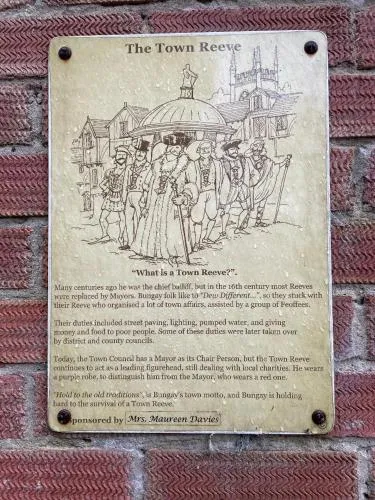 The Town Reeve
"What is a Town Reeve?".
Many centuries ago he was the chief bailiff, but in the 16th century most Reeves
were replaced by Mayors. Bungay folk like to "Dew Different...", so they stuck with
their Reeve who organised a lot of town affairs, assisted by a group of Feoffees.
Their duties included street paving, lighting, pumped water, and giving
money and food to poor people. Some of these duties were later taken over
by district and county councils.
Today, the Town Council has a Mayor as its Chair Person, but the Town Reeve
continues to act as a leading figurehead, still dealing with local charities. He wears
a purple robe, to distinguish him from the Mayor, who wears a red one.
"Hold to the old traditions", is Bungay's town motto, and Bungay is holding
hard to the survival of a Town Reeve.
Sponsored by Mrs. Maureen Davies